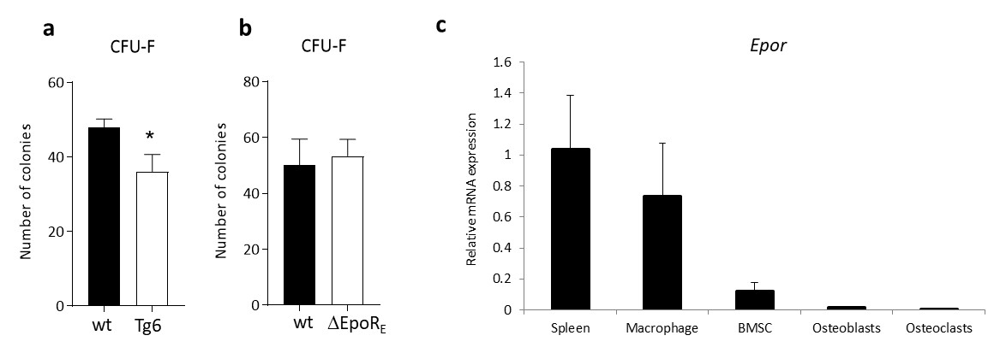 a
CFU-F
Number of colonies
60
40
20
0
*
wt
Tg6
b
CFU-F
Number of colonies
80
60
40
20
0
wt
ΔEpoRE
c
Epor
Relative mRNA expression
1.6
1.4
1.2
1
0.8
0.6
0.4
0.2
0
Spleen
Macrophage
BMSC
Osteoblasts
Osteoclasts